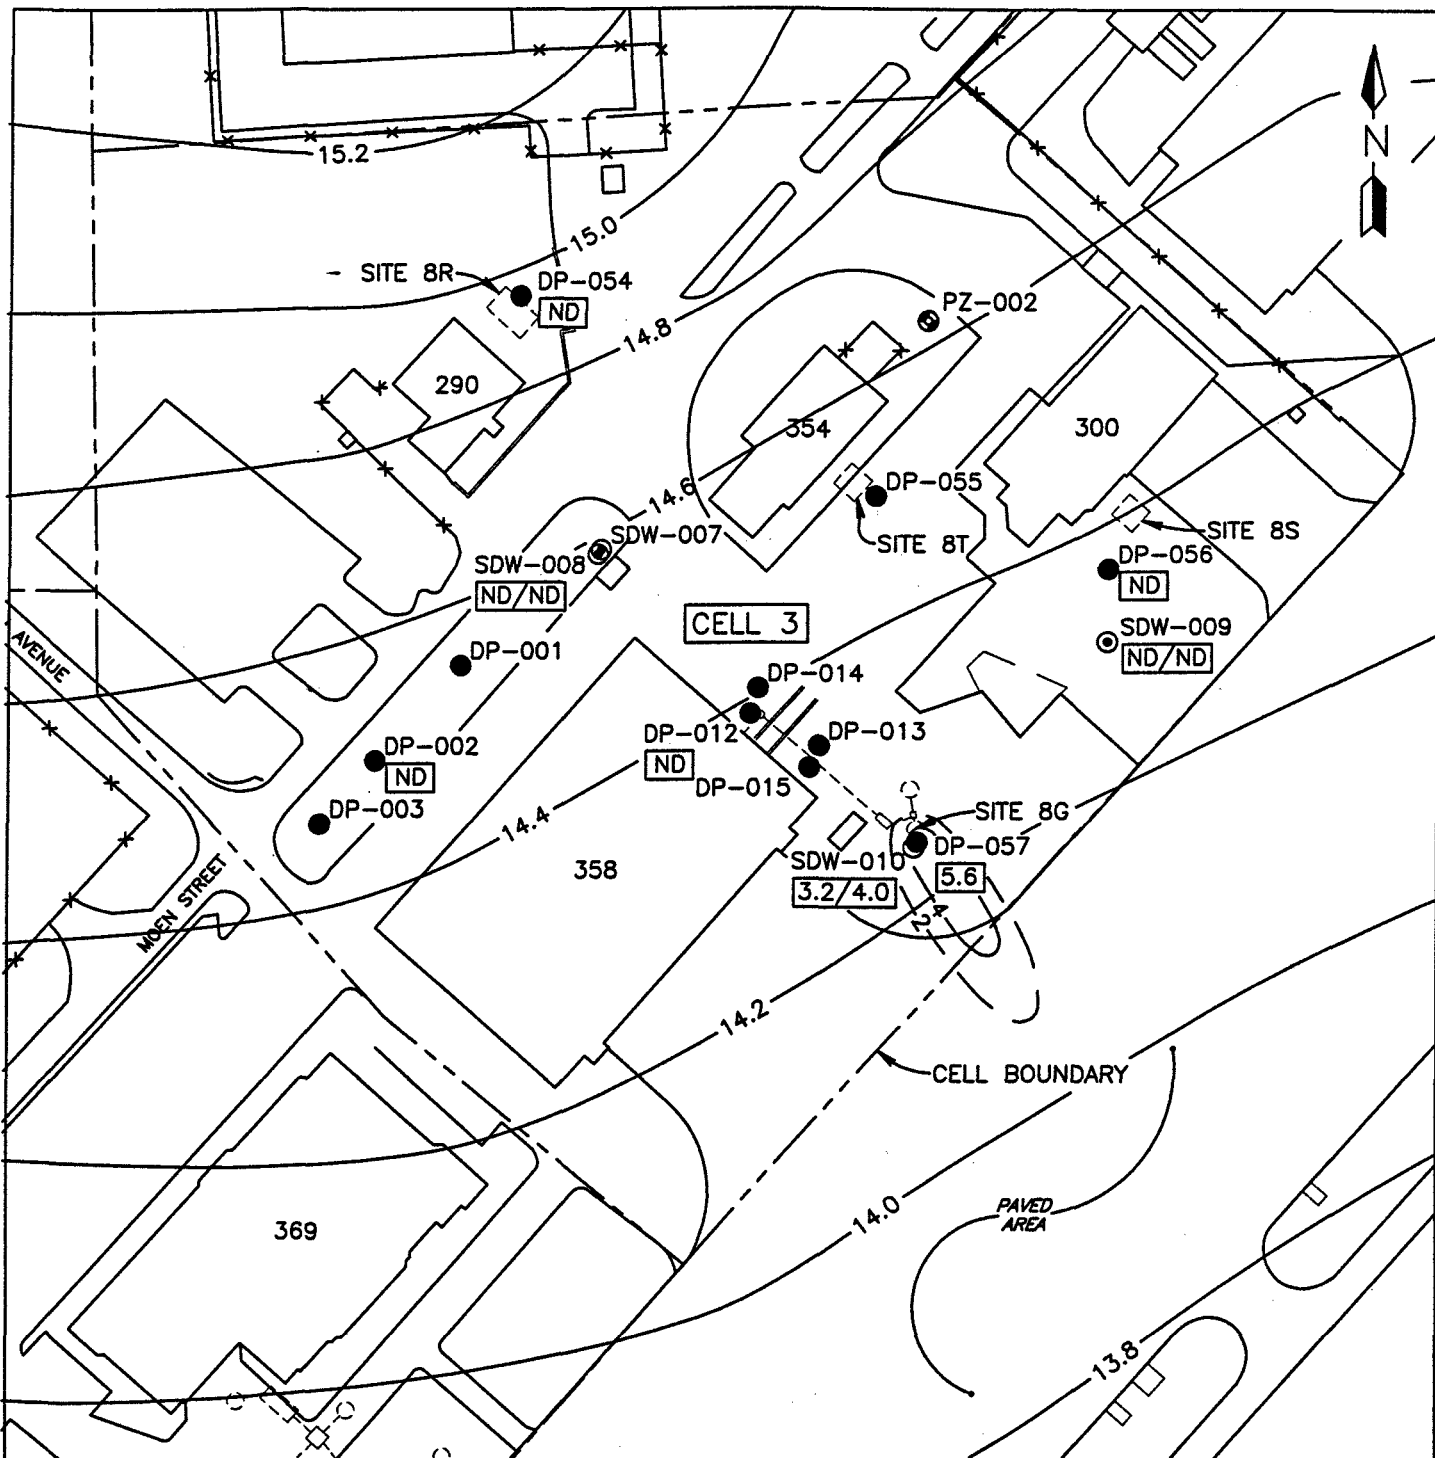 N
15.2
15.0
SITE 8R
DP-054
ND
PZ-002
14.8
290
354
300
14.6
DP-055
SITE 8T
SITE 8S
SDW-007
SDW-008
ND/ND
DP-056
ND
CELL 3
SDW-009
ND/ND
AVENUE
DP-001
DP-014
DP-012
ND
DP-013
DP-015
DP-002
ND
DP-003
14.4
SITE 8G
DP-057
5.6
SDW-010
3.2/4.0
358
MOEN STREET
4
2
14.2
CELL BOUNDARY
PAVED
AREA
14.0
369
13.8